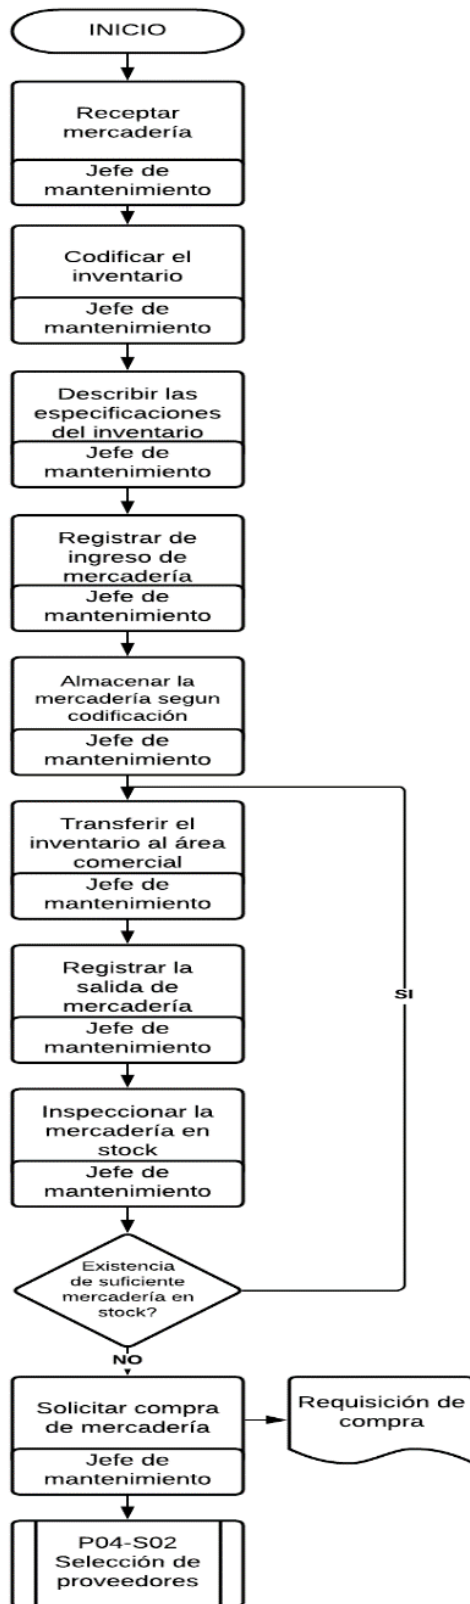 INICIO
Receptar
mercadería
Jefe de
mantenimiento
Codificar el
inventario
Jefe de
mantenimiento
Describir las
especificaciones
del inventario
Jefe de
mantenimiento
Registrar de
ingreso de
mercadería
Jefe de
mantenimiento
Almacenar la
mercadería segun
codificación
Jefe de
mantenimiento
Transferir el
inventario al área
comercial
Jefe de
mantenimiento
Registrar la
salida de
mercadería
Jefe de
mantenimiento
SI
Inspeccionar la
mercadería en
stock
Jefe de
mantenimiento
Existencia
de suficiente
mercadería en
stock?
NO
Solicitar compra
de mercadería
Jefe de
mantenimiento
Requisición de
compra
P04-S02
Selección de
proveedores